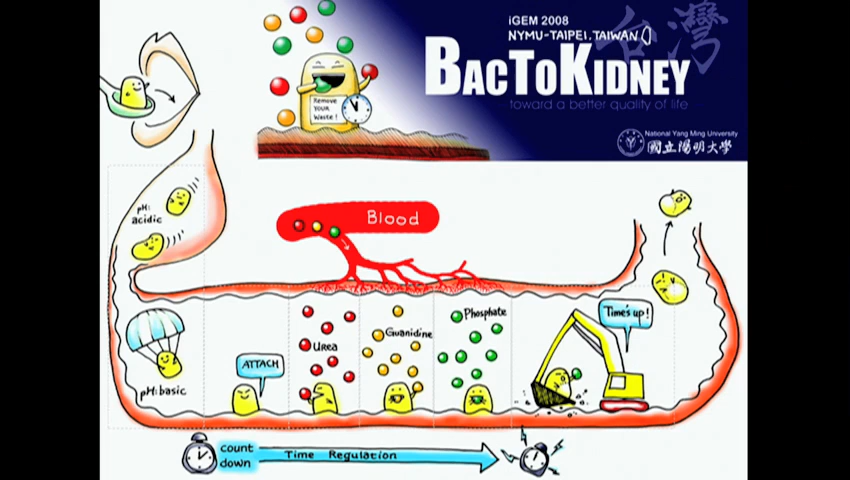 iGEM 2008
NYMU-TAIPEI.TAIWAN
台灣
BACTOKIDNEY
toward a better quality of life
National Yang Ming University
國立陽明大學
Remove
YOUR
Waste!
pH:
acidic
Blood
Urea
Guanidine
Phosphate
Time's up!
ATTACH
pH:basic
count
down
Time Regulation